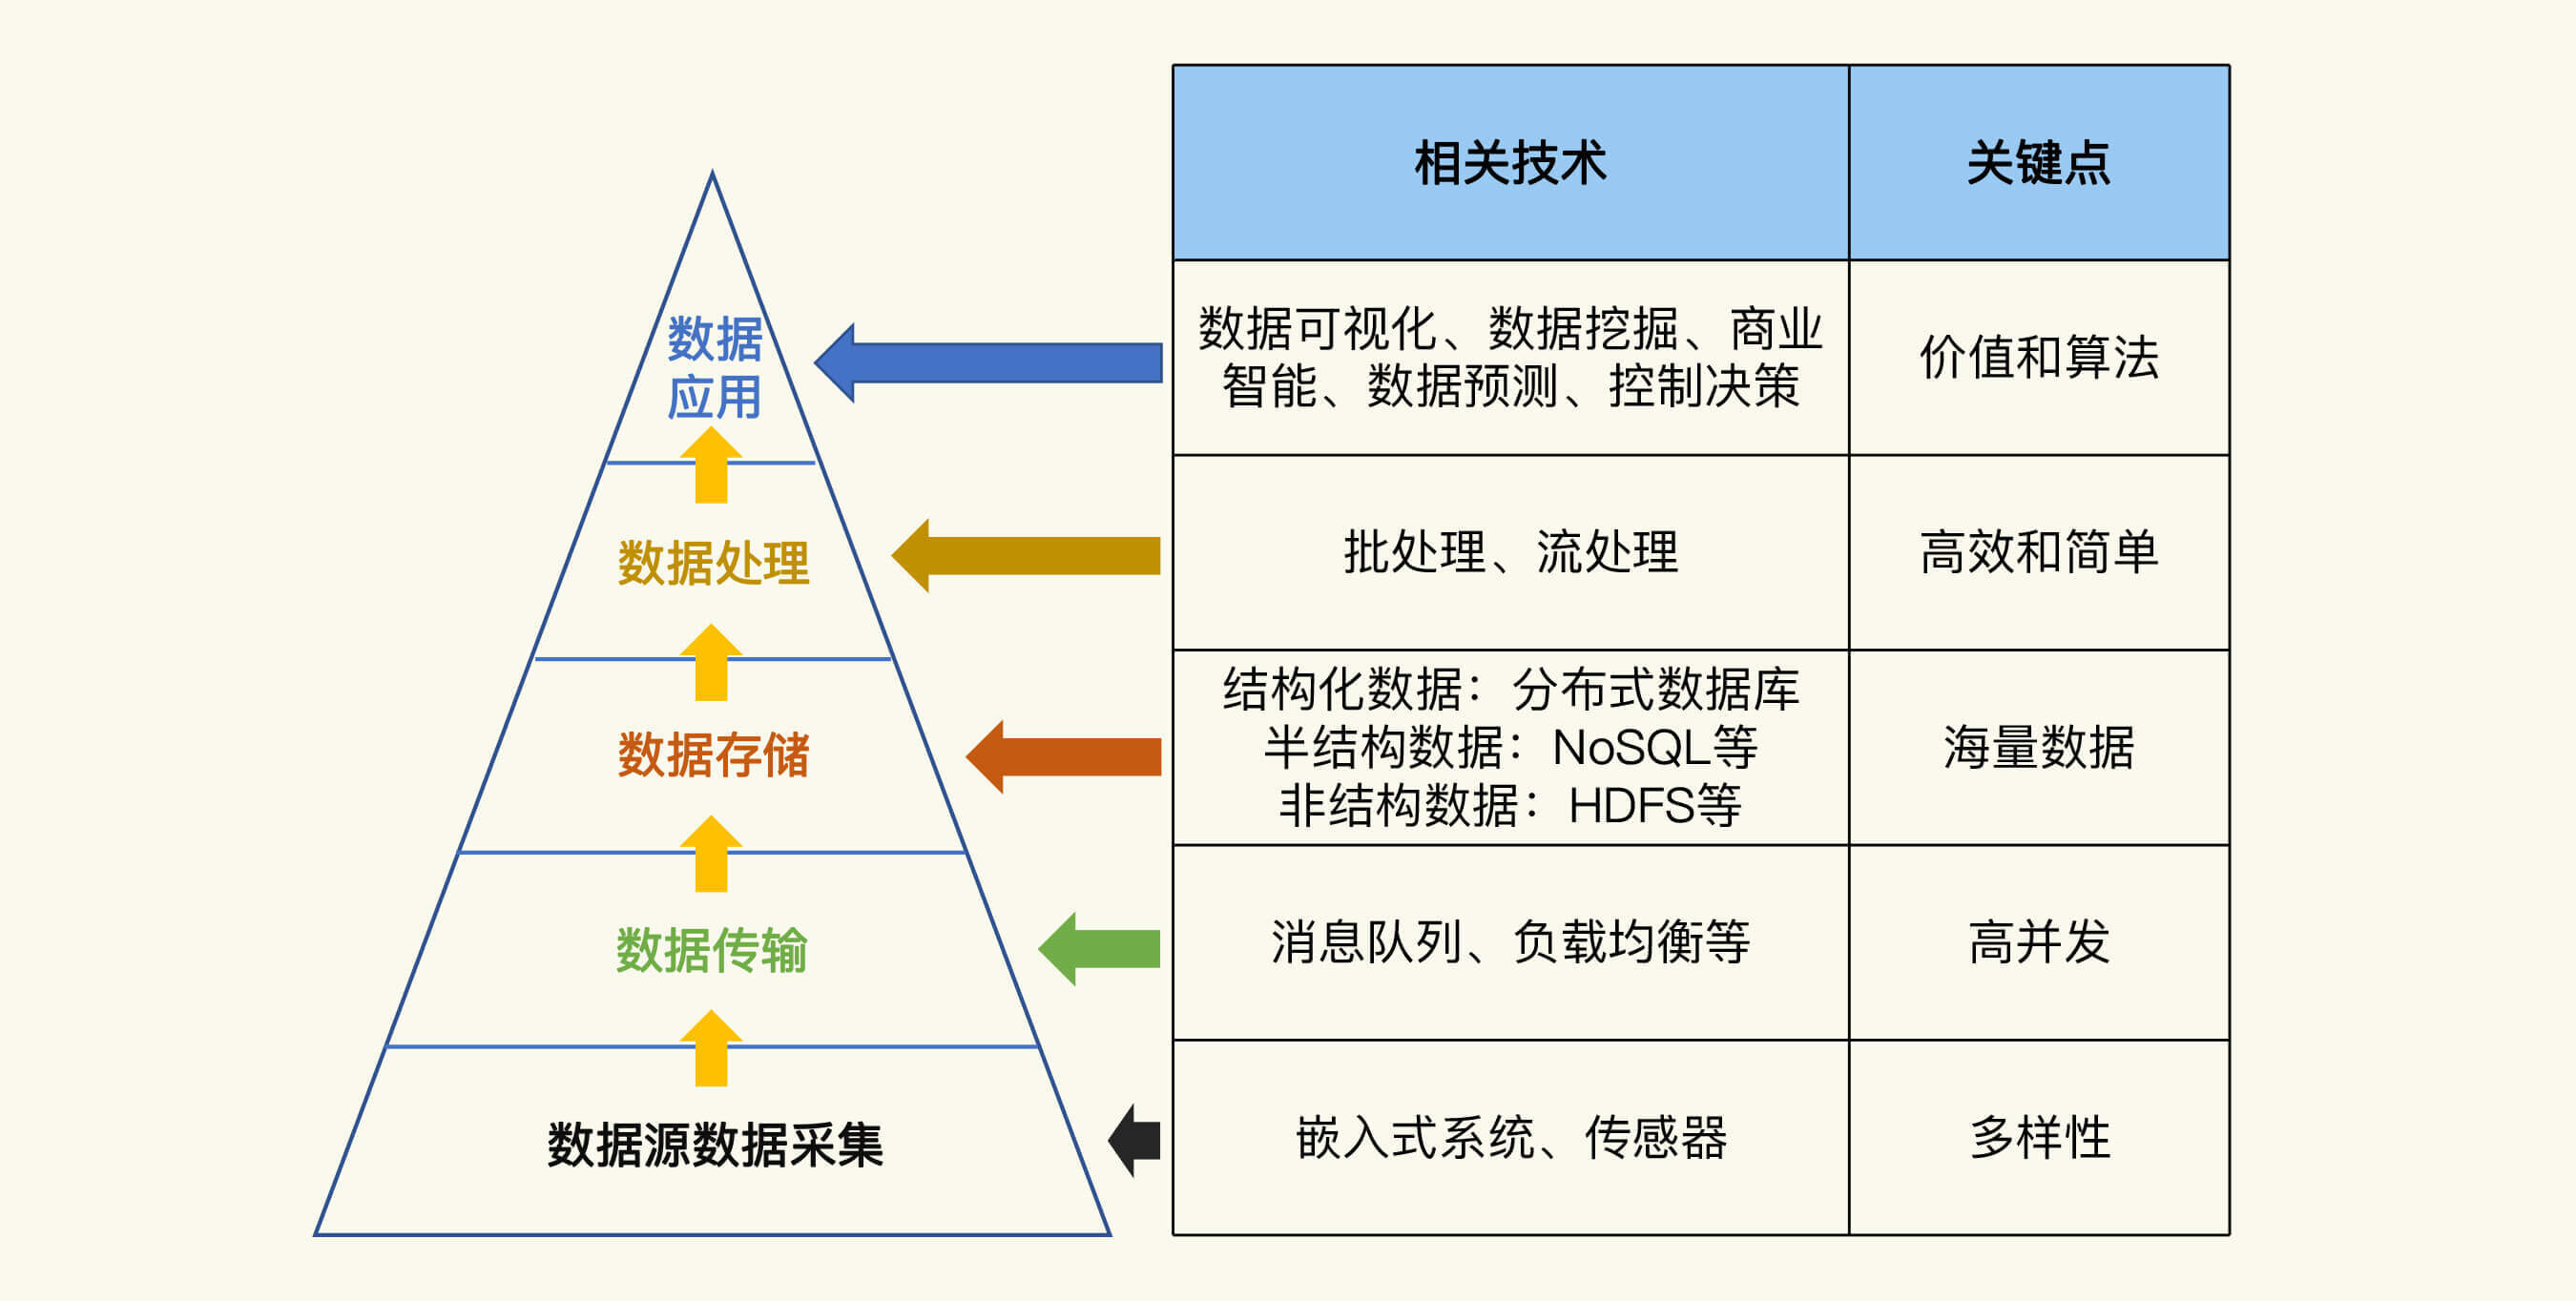 相关技术
关键点
数据
应用
数据可视化、数据挖掘、商业
智能、数据预测、控制决策
价值和算法
数据处理
批处理、流处理
高效和简单
数据存储
结构化数据：分布式数据库
半结构数据：NoSQL等
非结构数据：HDFS等
海量数据
数据传输
消息队列、负载均衡等
高并发
数据源数据采集
嵌入式系统、传感器
多样性